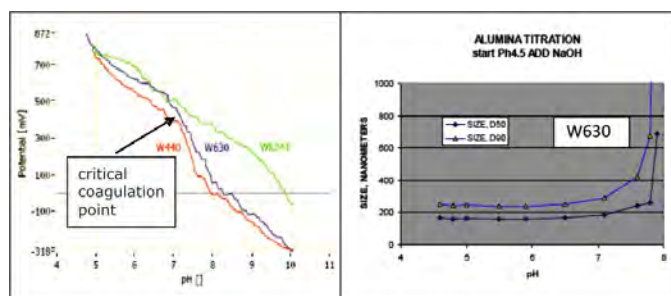 872
700
500
300
100
-100
-318
Potential [mV]
W440
W630
critical
coagulation
point
4
5
6
7
8
9
10
11
pH []
ALUMINA TITRATION
start Ph4.5 ADD NaOH
1000
800
600
400
200
0
SIZE, NANOMETERS
SIZE, D50
SIZE, D90
W630
4
5
6
7
8
pH